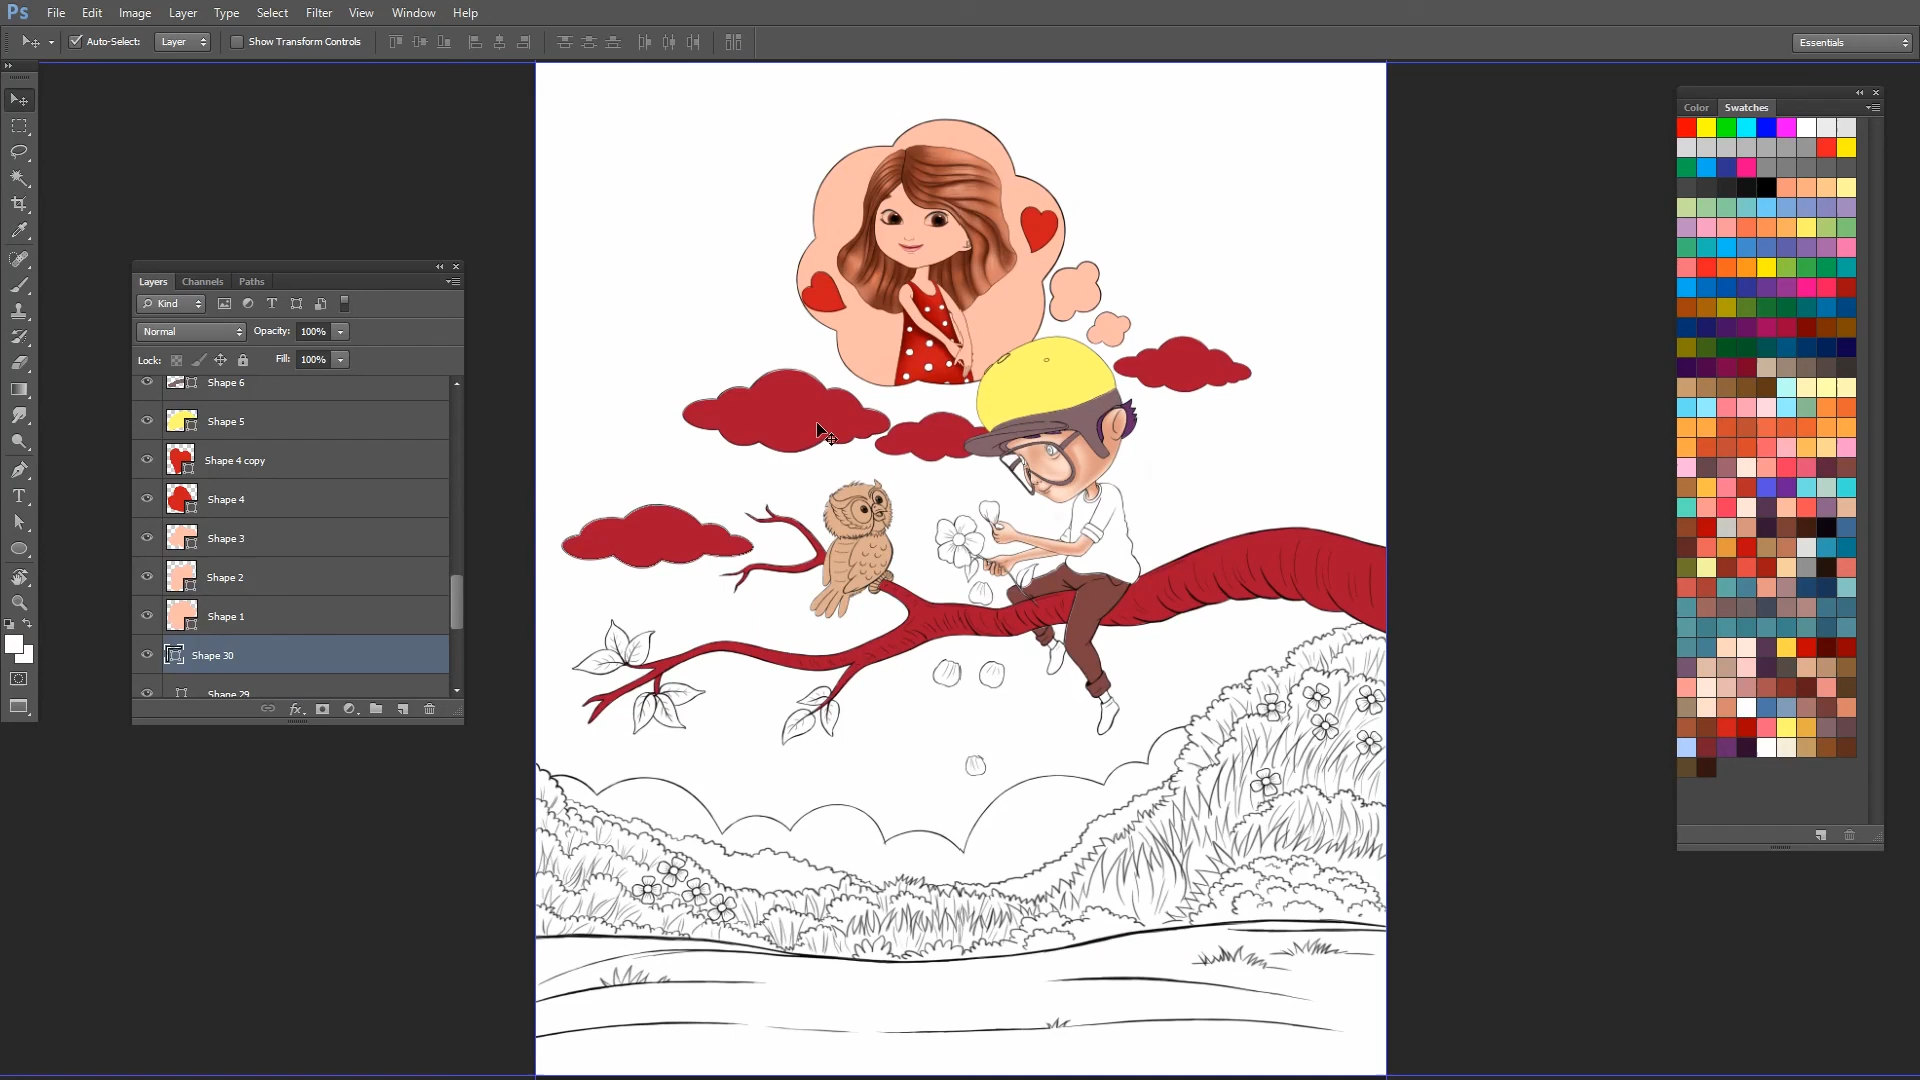 Ps File Edit Image Layer Type Select Filter View Window Help
Auto-Select: Layer Show Transform Controls Essentials
Color Swatches
Layers Channels Paths
Kind
Normal Opacity: 100%
Lock: Fill: 100%
Shape 6
Shape 5
Shape 4 copy
Shape 4
Shape 3
Shape 2
Shape 1
Shape 30
Shape 29
fx